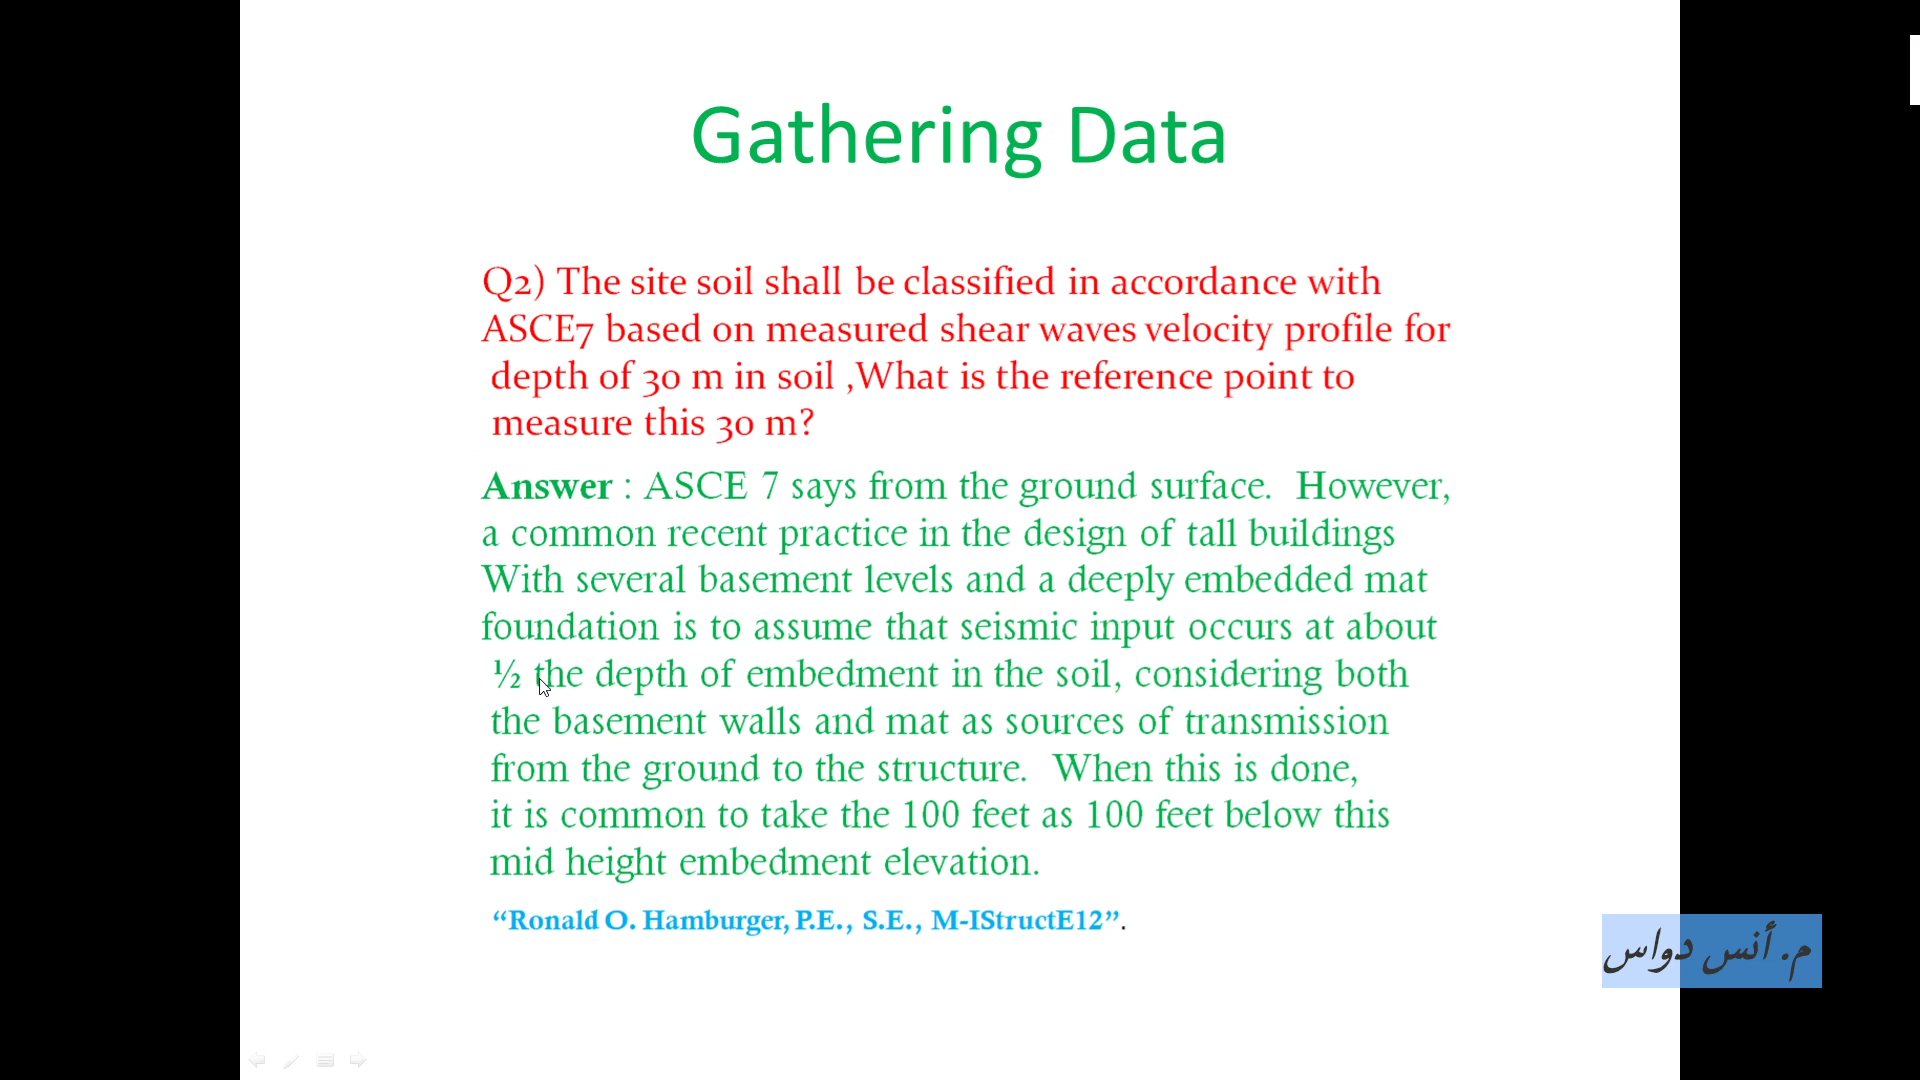 Gathering Data
Q2) The site soil shall be classified in accordance with
ASCE7 based on measured shear waves velocity profile for
depth of 30 m in soil ,What is the reference point to
measure this 30 m?
Answer : ASCE 7 says from the ground surface. However,
a common recent practice in the design of tall buildings
With several basement levels and a deeply embedded mat
foundation is to assume that seismic input occurs at about
½ the depth of embedment in the soil, considering both
the basement walls and mat as sources of transmission
from the ground to the structure. When this is done,
it is common to take the 100 feet as 100 feet below this
mid height embedment elevation.
“Ronald O. Hamburger, P.E., S.E., M-IStructE12”.
م. أنس دواس